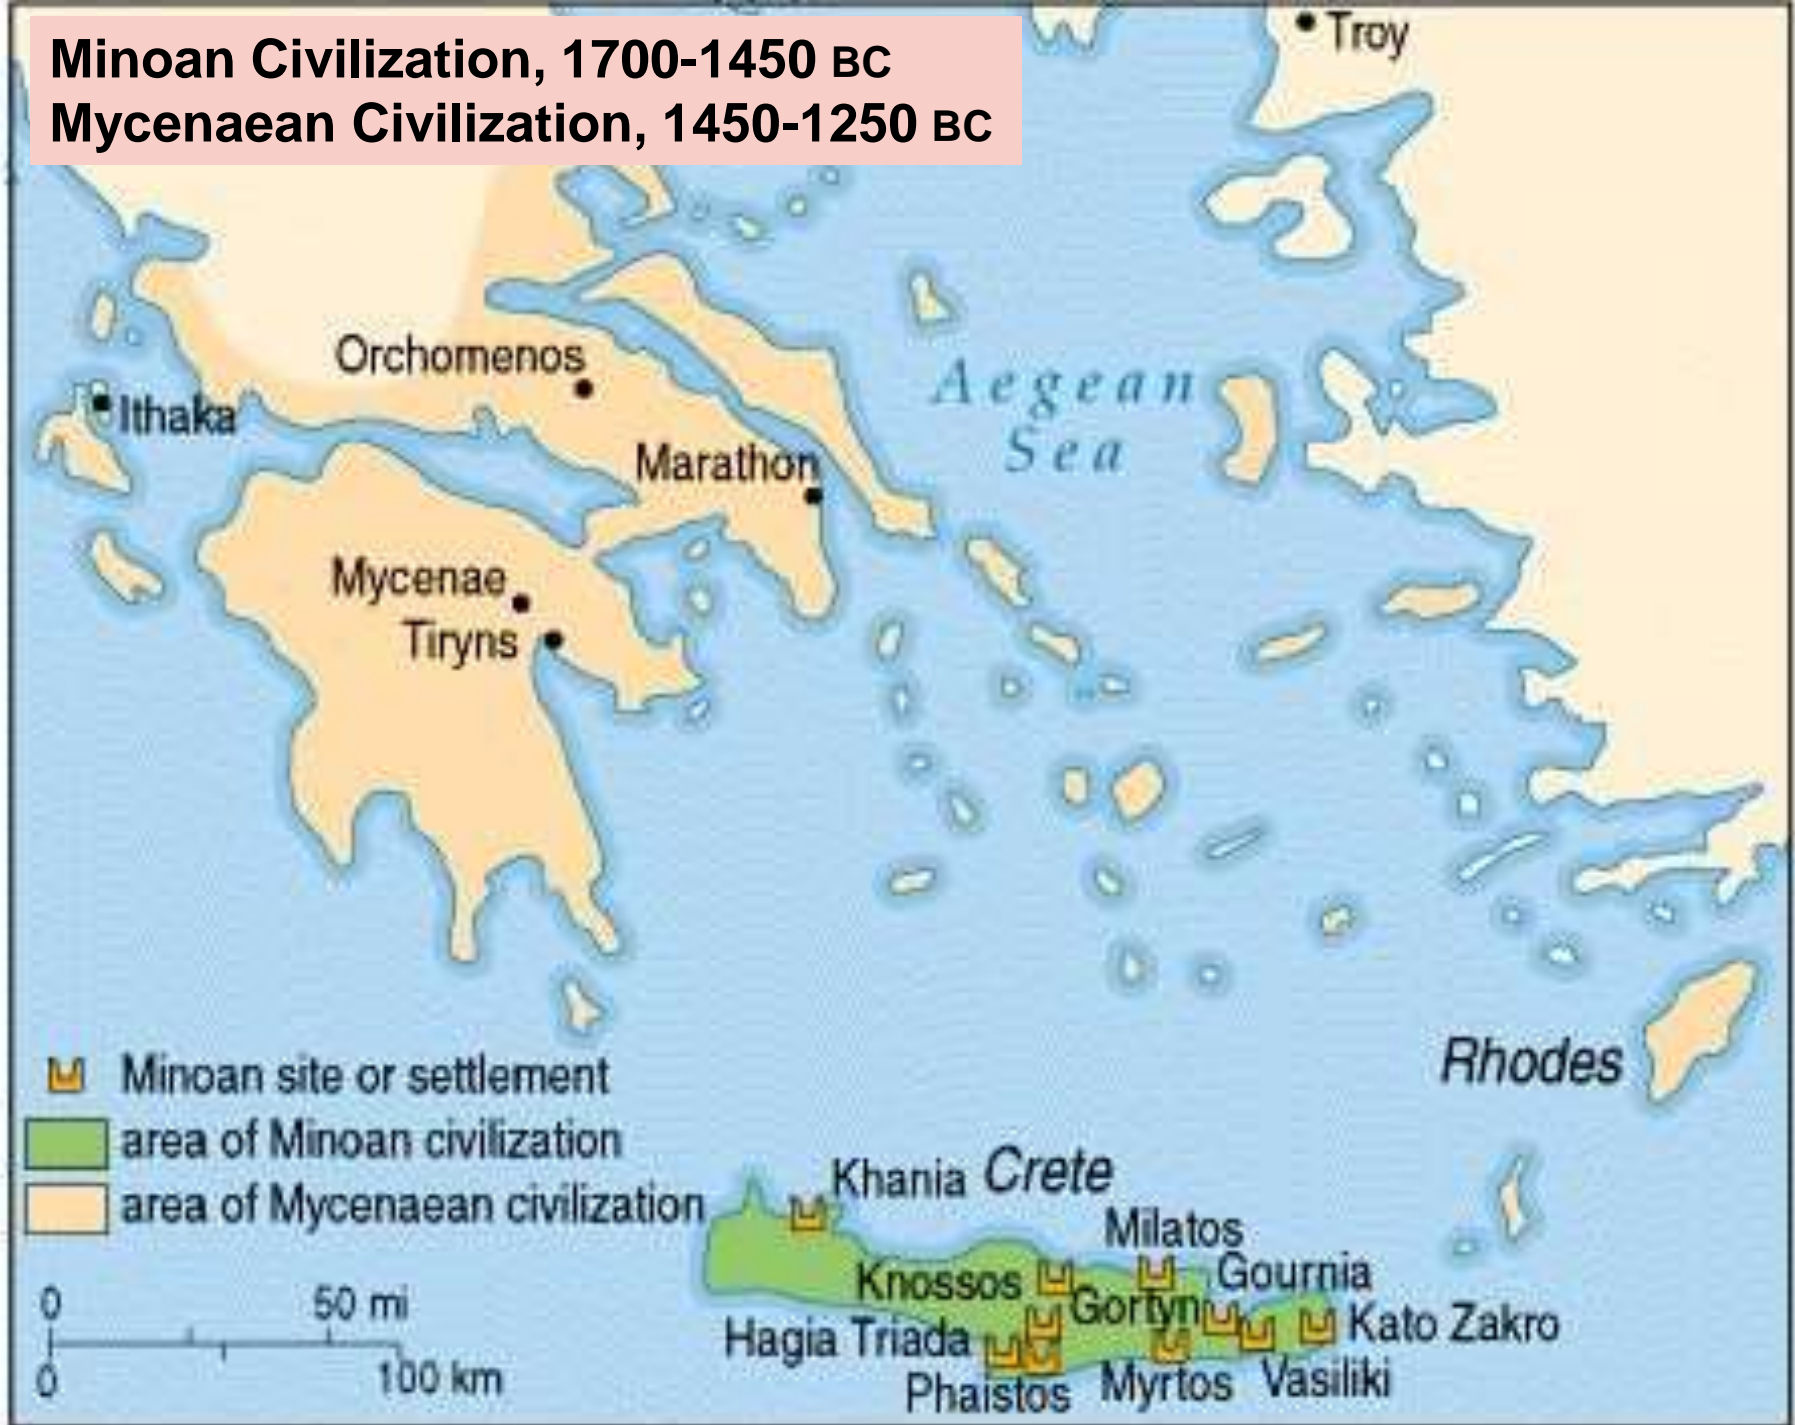 Minoan Civilization, 1700-1450 BC
Mycenaean Civilization, 1450-1250 BC
Troy
Orchomenos
Ithaka
Aegean
Sea
Marathon
Mycenae
Tiryns
Rhodes
Minoan site or settlement
area of Minoan civilization
area of Mycenaean civilization
0 50 mi
0 100 km
Khania Crete
Milatos
Knossos
Gournia
Gortyn
Hagia Triada
Kato Zakro
Phaistos
Myrtos
Vasiliki